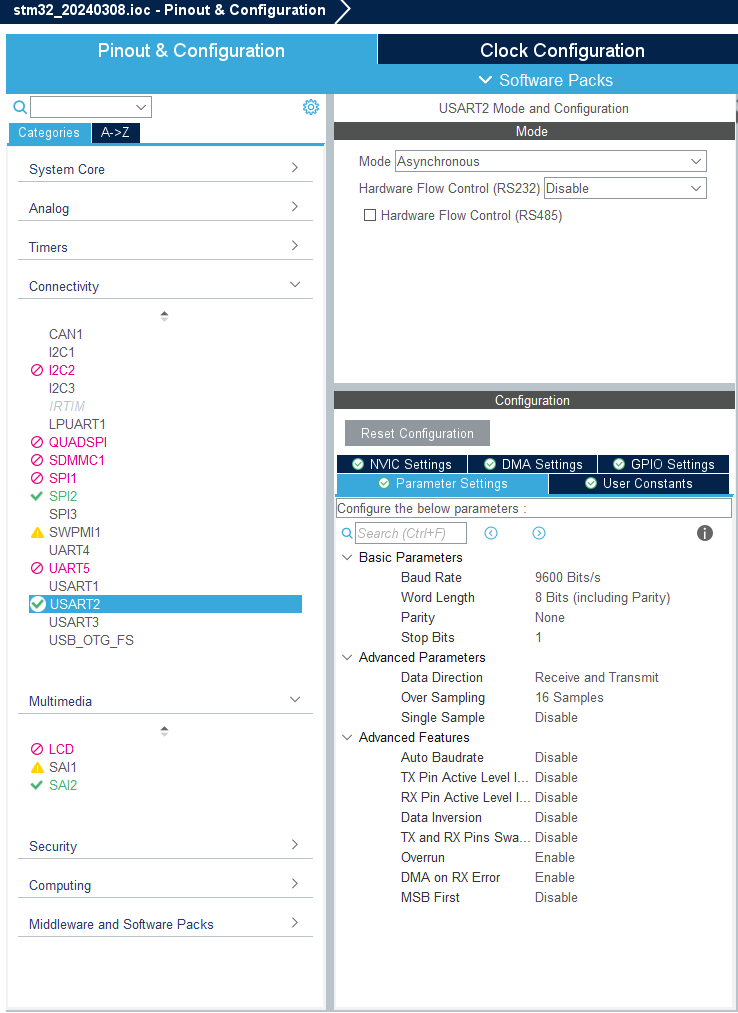 stm32_20240308.ioc - Pinout & Configuration
Pinout & Configuration
Clock Configuration
Software Packs
Categories
A->Z
System Core
Analog
Timers
Connectivity
CAN1
I2C1
I2C2
I2C3
IRTIM
LPUART1
QUADSPI
SDMMC1
SPI1
SPI2
SPI3
SWPMI1
UART4
UART5
USART1
USART2
USART3
USB_OTG_FS
Multimedia
LCD
SAI1
SAI2
Security
Computing
Middleware and Software Packs
USART2 Mode and Configuration
Mode
Mode Asynchronous
Hardware Flow Control (RS232) Disable
Hardware Flow Control (RS485)
Configuration
Reset Configuration
NVIC Settings
DMA Settings
GPIO Settings
Parameter Settings
User Constants
Configure the below parameters :
Search (Ctrl+F)
Basic Parameters
Baud Rate 9600 Bits/s
Word Length 8 Bits (including Parity)
Parity None
Stop Bits 1
Advanced Parameters
Data Direction Receive and Transmit
Over Sampling 16 Samples
Single Sample Disable
Advanced Features
Auto Baudrate Disable
TX Pin Active Level I... Disable
RX Pin Active Level I... Disable
Data Inversion Disable
TX and RX Pins Swa... Disable
Overrun Enable
DMA on RX Error Enable
MSB First Disable